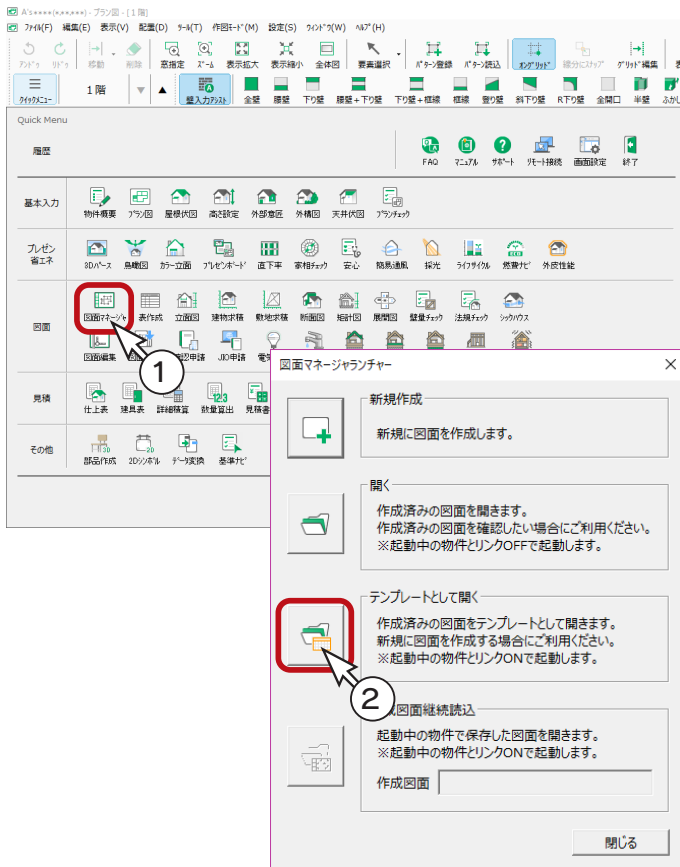 A's****(*.**.***) - プラン図 - [1階]
ﾌｧｲﾙ(F) 編集(E) 表示(V) 配置(D) ﾂｰﾙ(T) 作図ﾓｰﾄﾞ(M) 設定(S) ｳｨﾝﾄﾞｳ(W) ﾍﾙﾌﾟ(H)
ｱﾝﾄﾞｩ ﾘﾄﾞｩ 移動 削除 窓指定 ｽﾞｰﾑ 表示拡大 表示縮小 全体図 要素選択 ﾊﾟﾀｰﾝ登録 ﾊﾟﾀｰﾝ読込 ｵﾝｸﾞﾘｯﾄﾞ 線分にｽﾅｯﾌﾟ ｸﾞﾘｯﾄﾞ編集
ｸｲｯｸﾒﾆｭｰ 1 階 ▼ ▲ 壁入力ｱｼｽﾄ 全壁 腰壁 下り壁 腰壁+下り壁 下り壁+框線 框線 登り壁 斜下り壁 R下り壁 全開口 半壁
Quick Menu
履歴
FAQ ﾏﾆｭｱﾙ ｻﾎﾟｰﾄ ﾘﾓｰﾄ接続 画面設定 終了
基本入力
物件概要 ﾌﾟﾗﾝ図 屋根伏図 高さ設定 外部意匠 外構図 天井伏図 ﾌﾟﾗﾝﾁｪｯｸ
プレゼン
省エネ
3Dﾊﾟｰｽ 鳥瞰図 ｶﾗｰ立面 ﾌﾟﾚｾﾞﾝﾎﾞｰﾄﾞ 直下率 家相ﾁｪｯｸ 安心 簡易通風 採光 ﾗｲﾌｻｲｸﾙ 燃費ﾅﾋﾞ 外皮性能
図面
図面ﾏﾈｰｼﾞｬ 表作成 立面図 建物求積 敷地求積 断面図 矩計図 展開図 壁量ﾁｪｯｸ 法規ﾁｪｯｸ ｼｯｸﾊｳｽ
図面編集 JIO申請
1
見積
仕上表 建具表 詳細積算 数量算出 見積書
その他
部品作成 2Dｼﾝﾎﾞﾙ ﾃﾞｰﾀ変換 基準ﾅﾋﾞ
図面マネージャランチャー
新規作成
新規に図面を作成します。
開く
作成済みの図面を開きます。
作成済みの図面を確認したい場合にご利用ください。
※起動中の物件とリンクOFFで起動します。
テンプレートとして開く
作成済みの図面をテンプレートとして開きます。
新規に図面を作成する場合にご利用ください。
※起動中の物件とリンクONで起動します。
2
図面継続読込
起動中の物件で保存した図面を開きます。
※起動中の物件とリンクONで起動します。
作成図面
閉じる